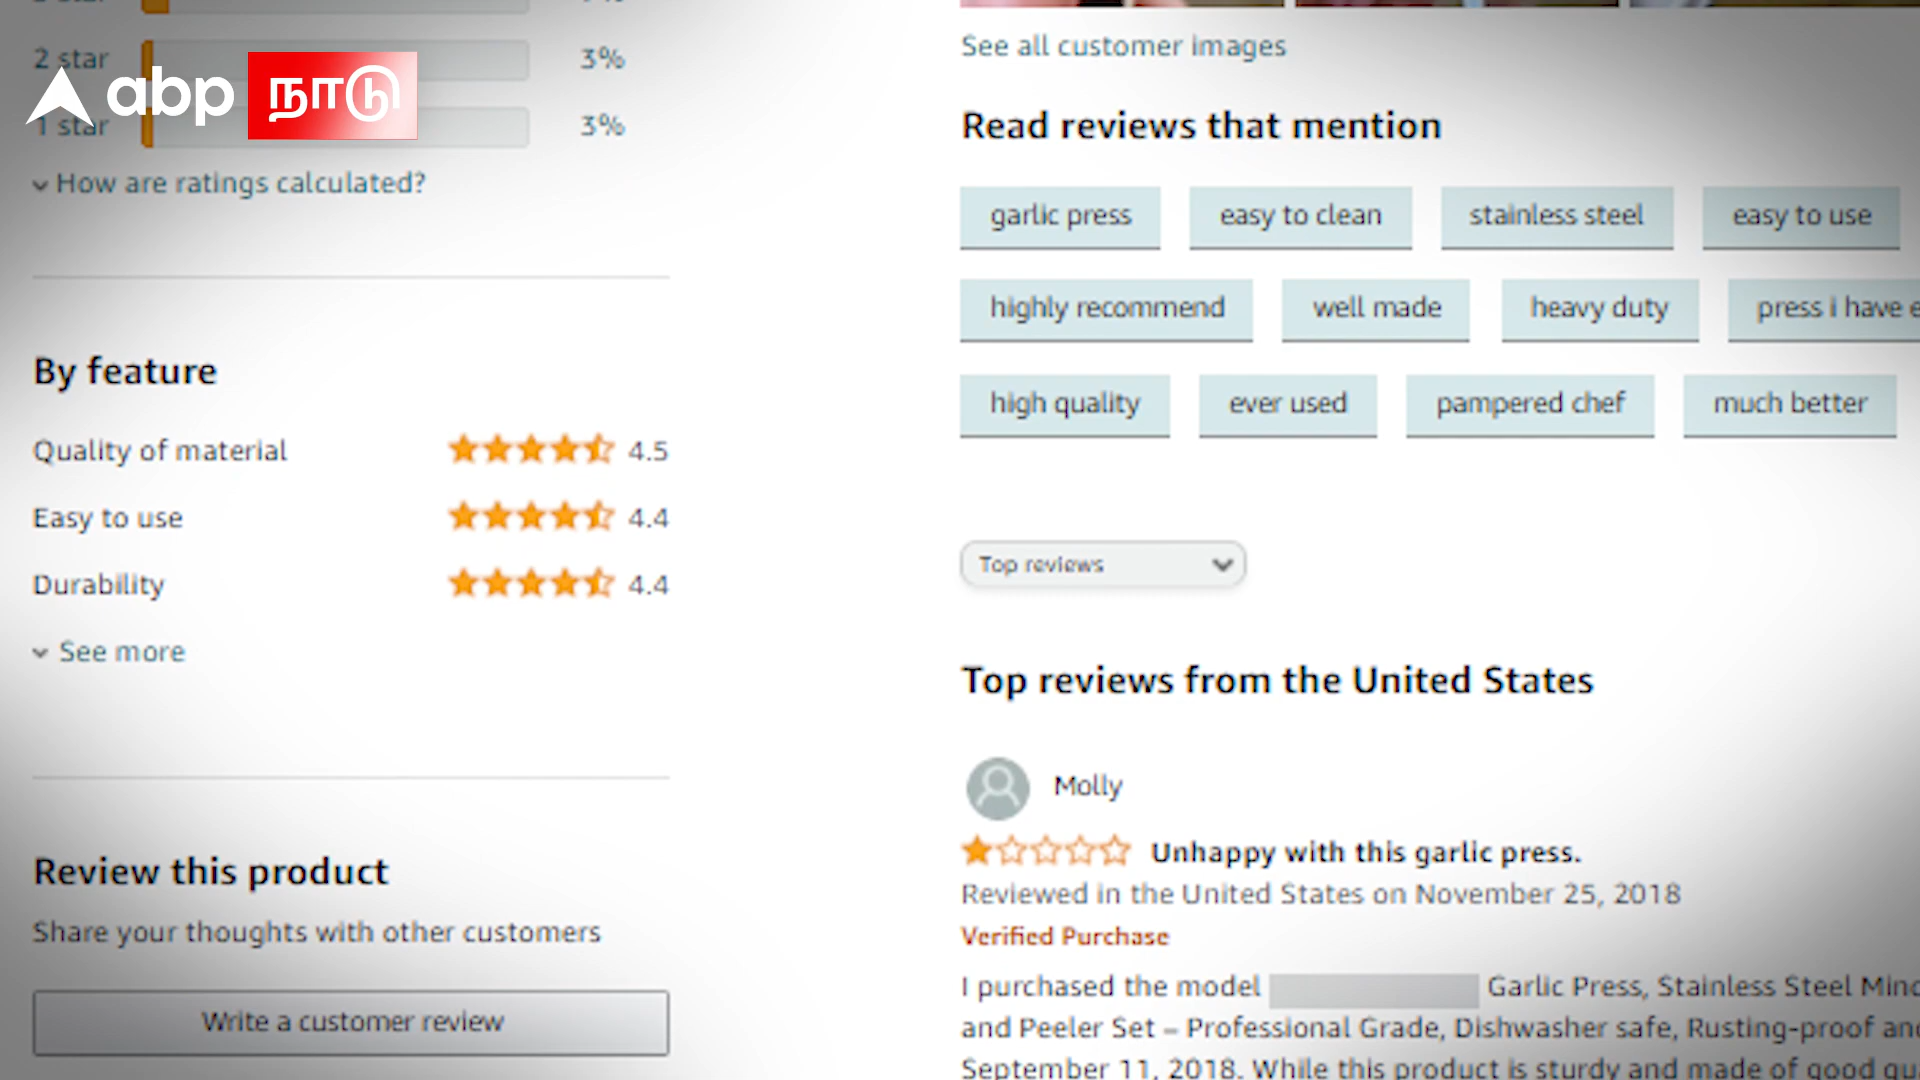 2 star 3%
abp நாடு
1 star 3%
How are ratings calculated?
By feature
Quality of material 4.5
Easy to use 4.4
Durability 4.4
See more
Review this product
Share your thoughts with other customers
Write a customer review
See all customer images
Read reviews that mention
garlic press easy to clean stainless steel easy to use
highly recommend well made heavy duty press i have
high quality ever used pampered chef much better
Top reviews
Top reviews from the United States
Molly
Unhappy with this garlic press.
Reviewed in the United States on November 25, 2018
Verified Purchase
I purchased the model Garlic Press, Stainless Steel
and Peeler Set – Professional Grade, Dishwasher safe, Rusting-proof
September 11, 2018. While this product is sturdy and made of good